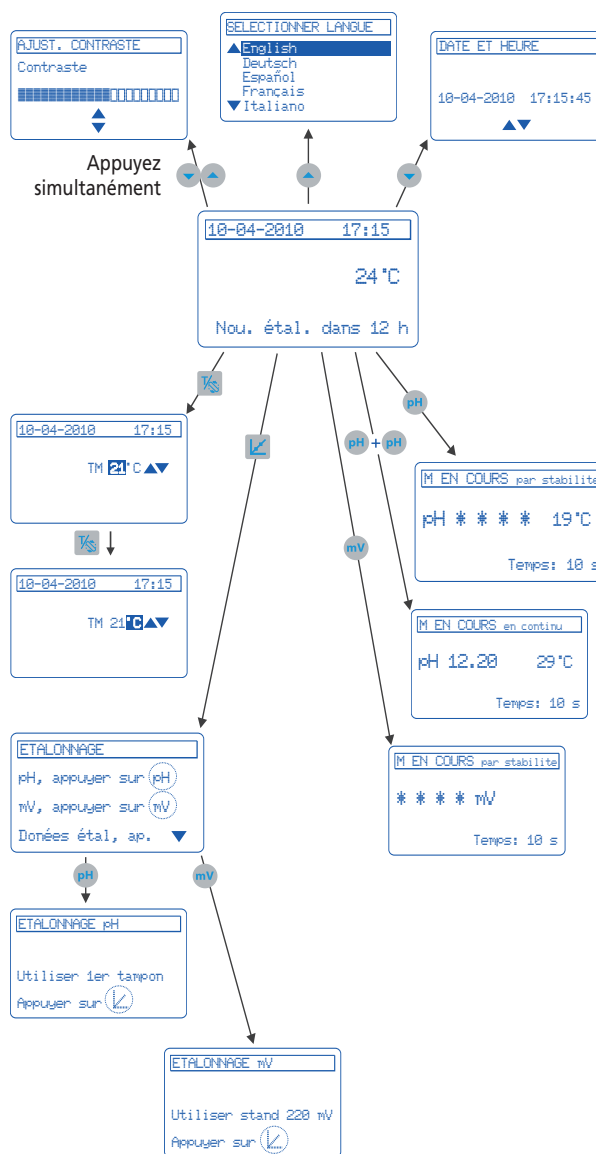 AJUST. CONTRASTE
Contraste
SELECTIONNER LANGUE
English
Deutsch
Español
Français
Italiano
DATE ET HEURE
10-04-2010 17:15:45
Appuyez
simultanément
10-04-2010 17:15
24°C
Nou. étal. dans 12 h
10-04-2010 17:15
TM 21°C
10-04-2010 17:15
TM 21°C
pH
pH + pH
mV
M EN COURS par stabilite
pH * * * * 19°C
Temps: 10 s
M EN COURS en continu
pH 12.20 29°C
Temps: 10 s
M EN COURS par stabilite
* * * * mV
Temps: 10 s
ETALONNAGE
pH, appuyer sur pH
mV, appuyer sur mV
Donées étal, ap.
pH
mV
ETALONNAGE pH
Utiliser 1er tampon
Appuyer sur
ETALONNAGE mV
Utiliser stand 220 mV
Appuyer sur